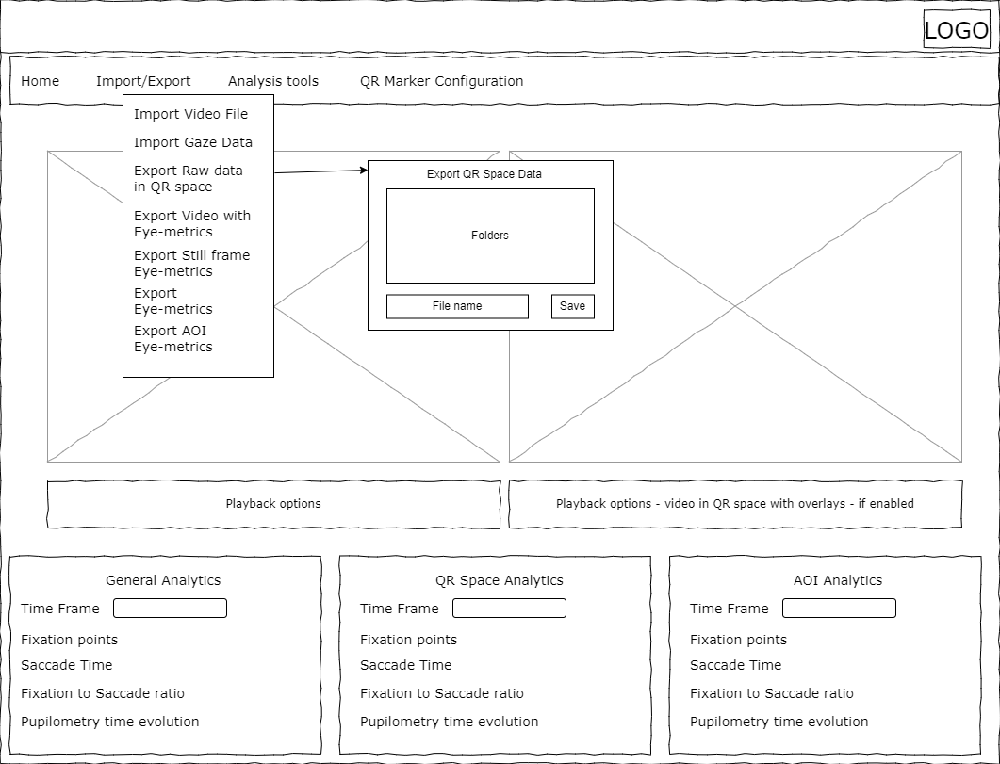 LOGO
Home
Import/Export
Analysis tools
QR Marker Configuration
Import Video File
Import Gaze Data
Export Raw data
in QR space
Export Video with
Eye-metrics
Export Still frame
Eye-metrics
Export
Eye-metrics
Export AOI
Eye-metrics
Export QR Space Data
Folders
File name
Save
Playback options
Playback options - video in QR space with overlays - if enabled
General Analytics
Time Frame
Fixation points
Saccade Time
Fixation to Saccade ratio
Pupilometry time evolution
QR Space Analytics
Time Frame
Fixation points
Saccade Time
Fixation to Saccade ratio
Pupilometry time evolution
AOI Analytics
Time Frame
Fixation points
Saccade Time
Fixation to Saccade ratio
Pupilometry time evolution